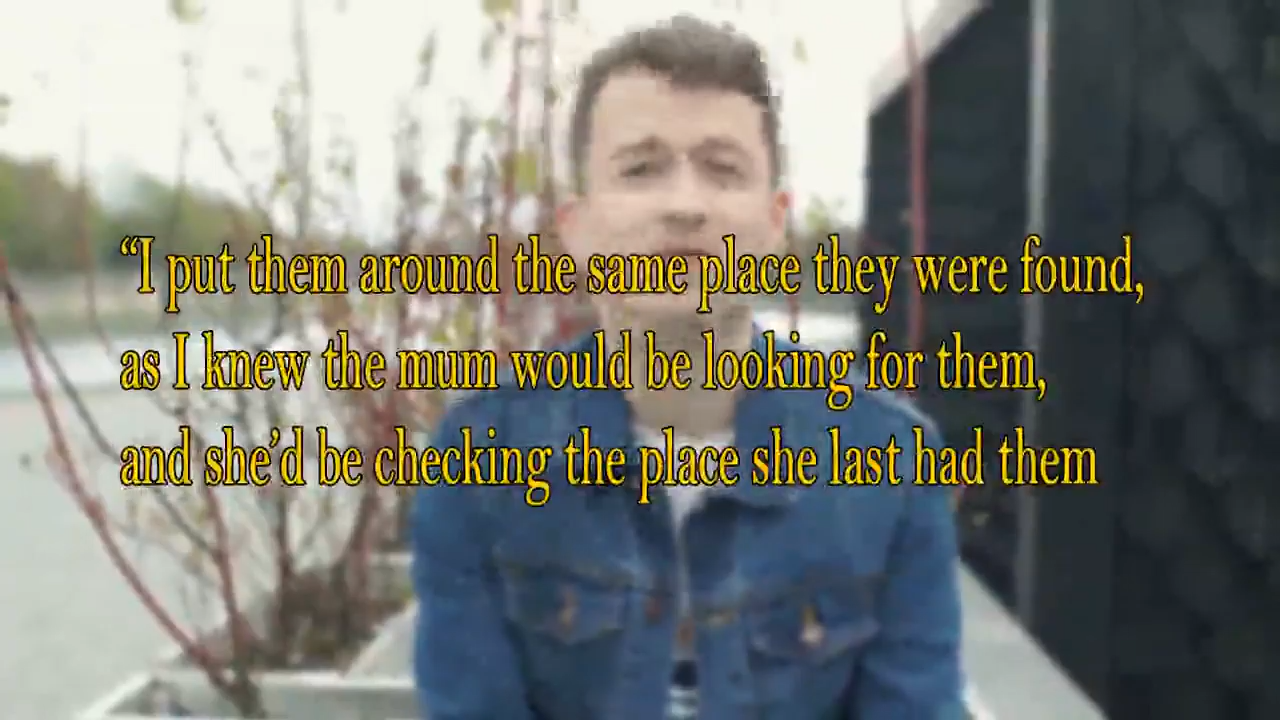 “I put them around the same place they were found,
as I knew the mum would be looking for them,
and she’d be checking the place she last had them